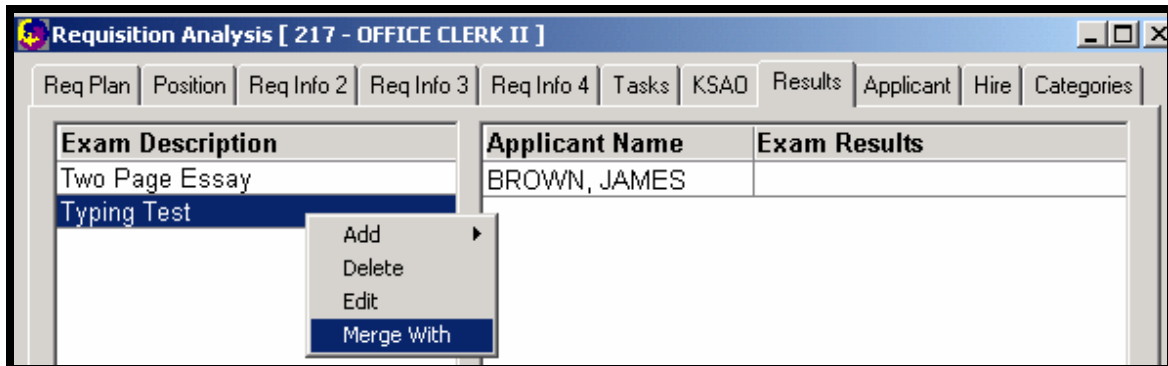 Requisition Analysis [ 217 - OFFICE CLERK II ]
Req Plan Position Req Info 2 Req Info 3 Req Info 4 Tasks KSAO Results Applicant Hire Categories
Exam Description Applicant Name Exam Results
Two Page Essay BROWN, JAMES
Typing Test
Add
Delete
Edit
Merge With